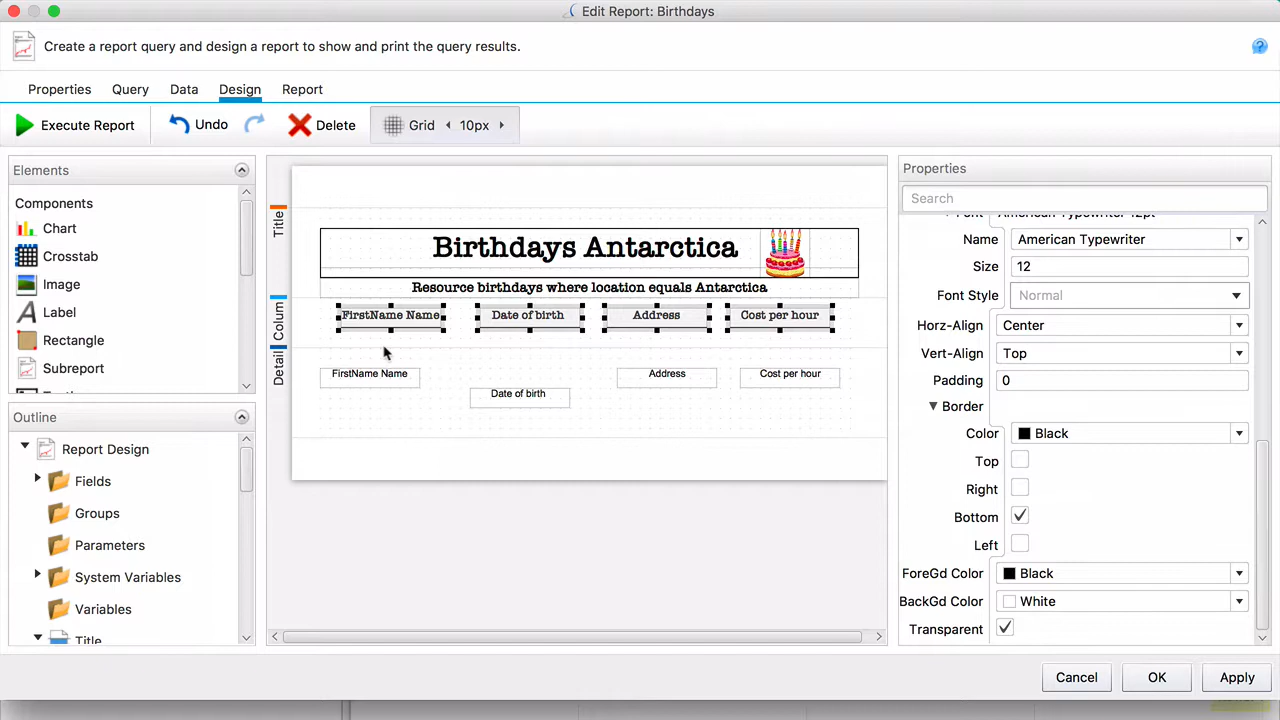 Edit Report: Birthdays
Create a report query and design a report to show and print the query results.
Properties Query Data Design Report
Execute Report Undo Delete Grid 10px
Elements
Components
Chart
Crosstab
Image
Label
Rectangle
Subreport
Outline
Report Design
Fields
Groups
Parameters
System Variables
Variables
Title
Title
Colum
Detail
Birthdays Antarctica
Resource birthdays where location equals Antarctica
FirstName Name Date of birth Address Cost per hour
FirstName Name Address Cost per hour
Date of birth
Properties
Search
Font American Typewriter 12pt
Name American Typewriter
Size 12
Font Style Normal
Horz-Align Center
Vert-Align Top
Padding 0
Border
Color Black
Top
Right
Bottom
Left
ForeGd Color Black
BackGd Color White
Transparent
Cancel OK Apply